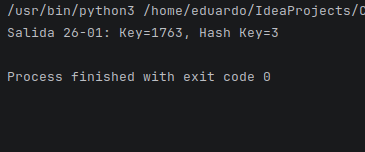 /usr/bin/python3 /home/eduardo/IdeaProjects/
Salida 26-01: Key=1763, Hash Key=3
Process finished with exit code 0